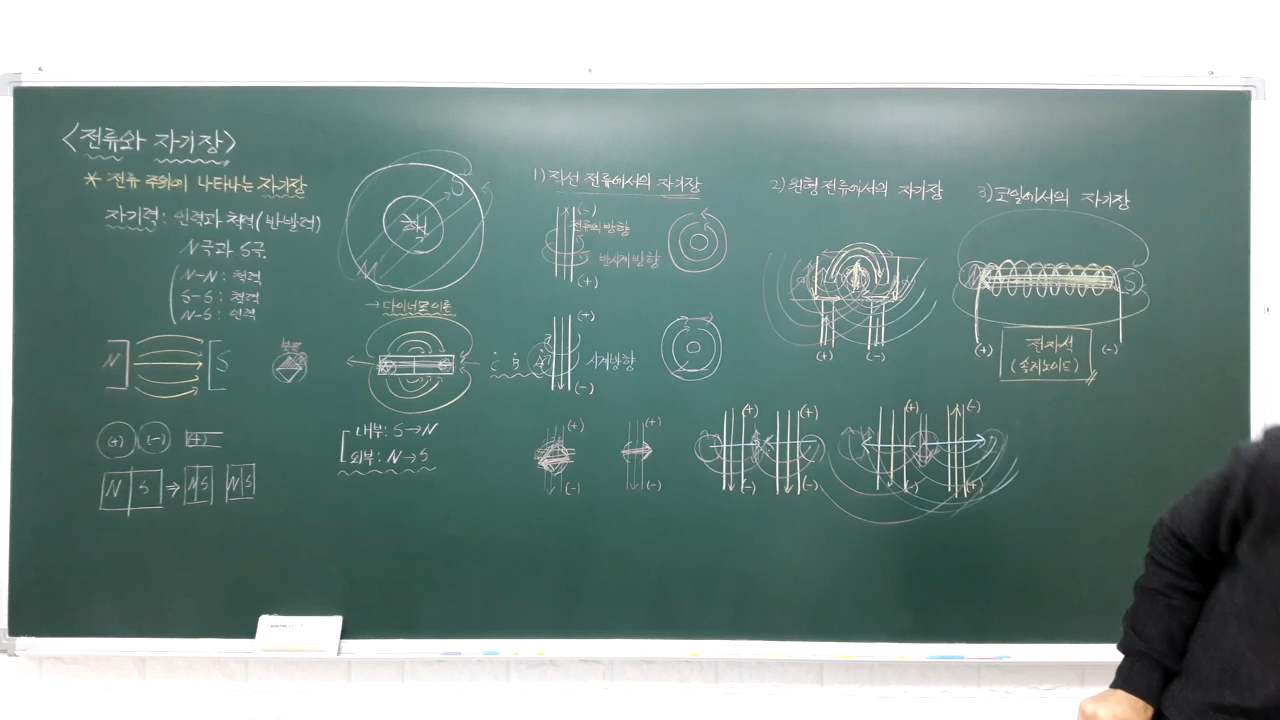 <전류와 자기장>
* 전류 주위에 나타나는 자기장
자기력: 인력과 척력(반발력)
N극과 S극.
N-N: 척력
S-S: 척력
N-S: 인력
N S
(+) (-) (+)
N S ⇒ N S N S
S
핵
N
→ 다이너모이론
내부: S→N
외부: N→S
1) 직선 전류에서의 자기장
(-)
전류의 방향
반시계 방향
(+)
(+)
시계방향
(-)
(+) (+)
(-) (-)
2) 원형 전류에서의 자기장
(+) (-)
3) 코일에서의 자기장
N S
(+) (-)
전자석
(솔레노이드)
(+) (+) (+) (-)
(-) (-) (-) (+)